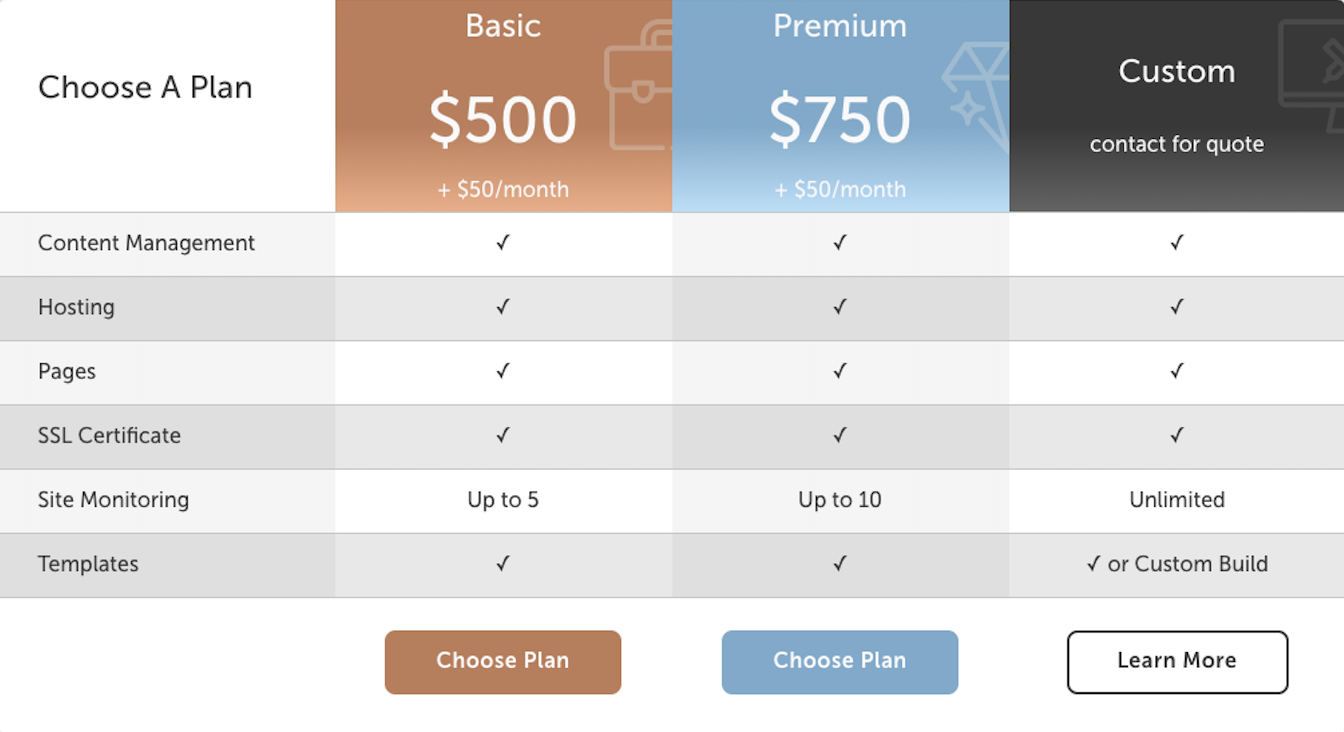 Choose A Plan
Basic
$500
+ $50/month
Premium
$750
+ $50/month
Custom
contact for quote
Content Management ✓ ✓ ✓
Hosting ✓ ✓ ✓
Pages ✓ ✓ ✓
SSL Certificate ✓ ✓ ✓
Site Monitoring Up to 5 Up to 10 Unlimited
Templates ✓ ✓ ✓ or Custom Build
Choose Plan Choose Plan Learn More